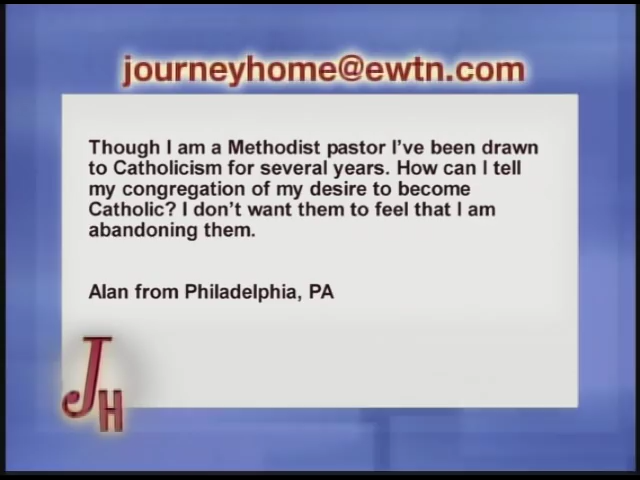 journeyhome@ewtn.com
Though I am a Methodist pastor I've been drawn
to Catholicism for several years. How can I tell
my congregation of my desire to become
Catholic? I don't want them to feel that I am
abandoning them.
Alan from Philadelphia, PA
JH